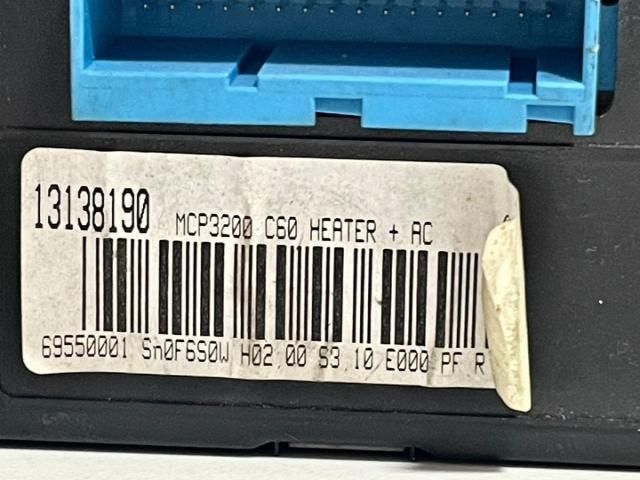 13138190 MCP3200 C60 HEATER + AC
69550001 Sn0F6S0W H02 00 S3 10 E000 PF R